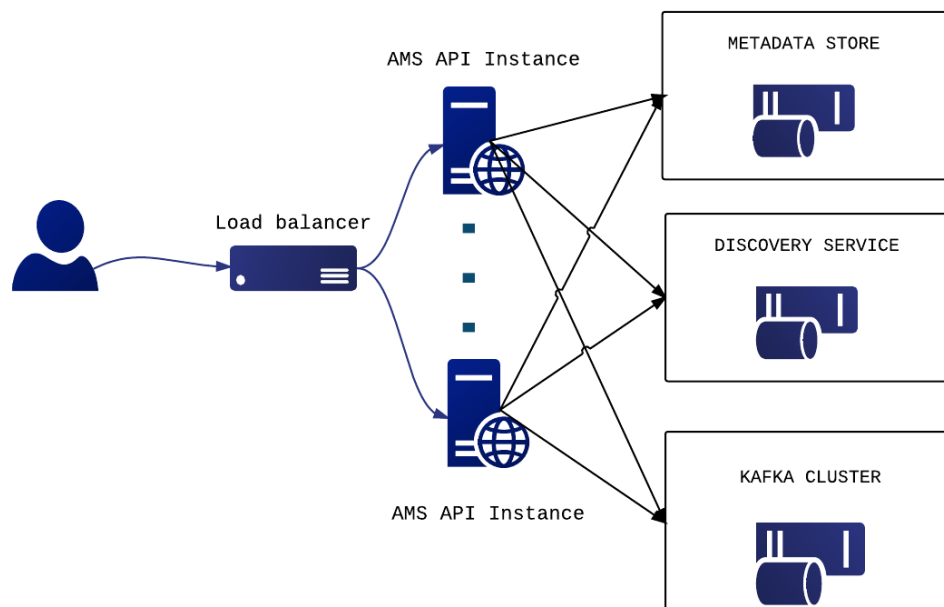 METADATA STORE
AMS API Instance
Load balancer
DISCOVERY SERVICE
KAFKA CLUSTER
AMS API Instance